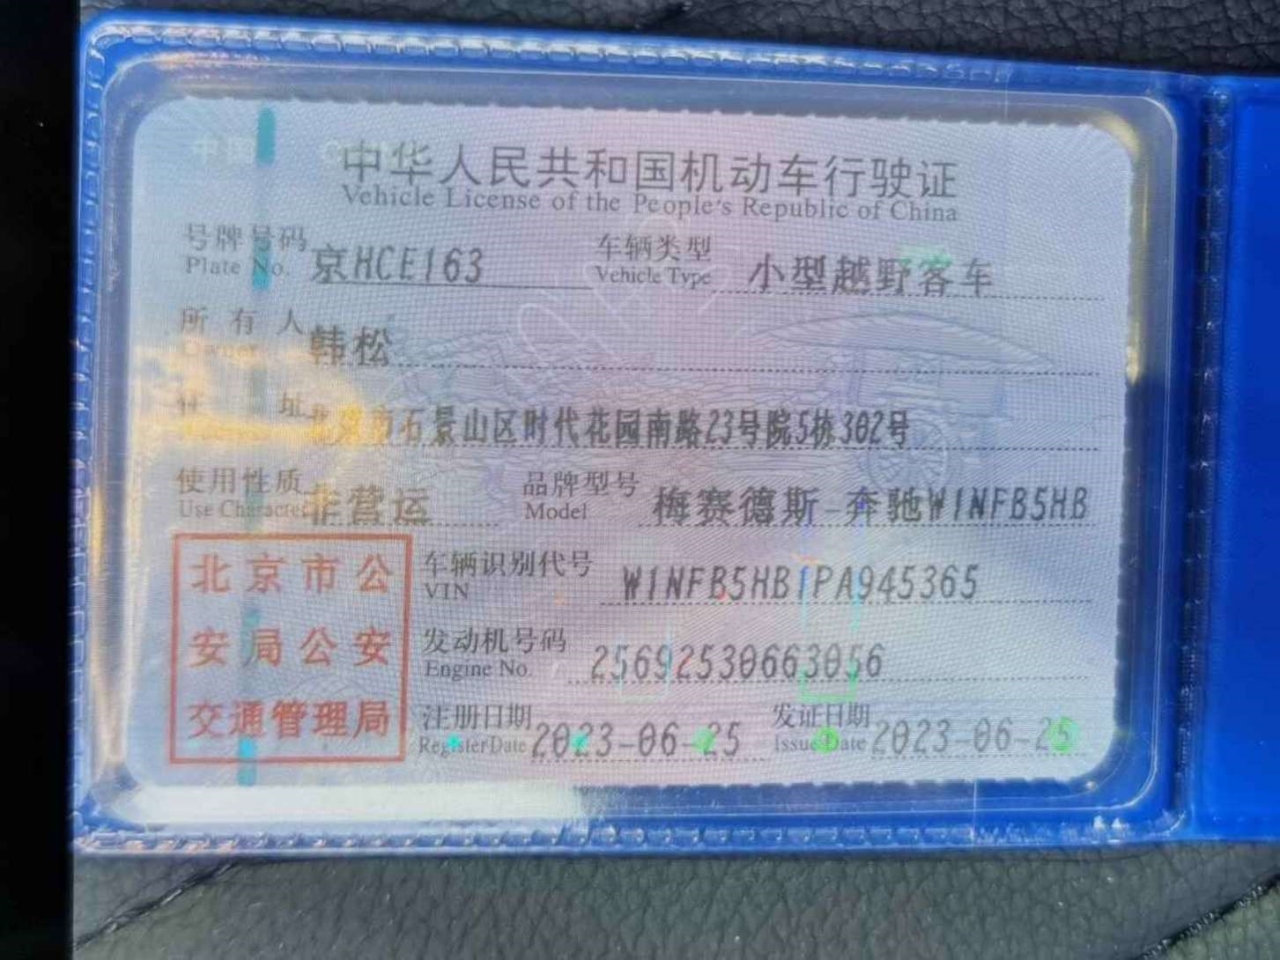 中华人民共和国机动车行驶证
Vehicle License of the People's Republic of China
号牌号码 京HCE163 车辆类型 小型越野客车
Plate No. Vehicle Type
所有人 韩松
Owner
住址 北京市石景山区时代花园南路23号院5栋302号
使用性质 非营运 品牌型号 梅赛德斯-奔驰W1NFB5HB
Use Character Model
北京市公
安局公安
交通管理局
车辆识别代号 W1NFB5HB1PA945365
VIN
发动机号码 25692530663056
Engine No.
注册日期 2023-06-25 发证日期 2023-06-25
Register Date Issue Date